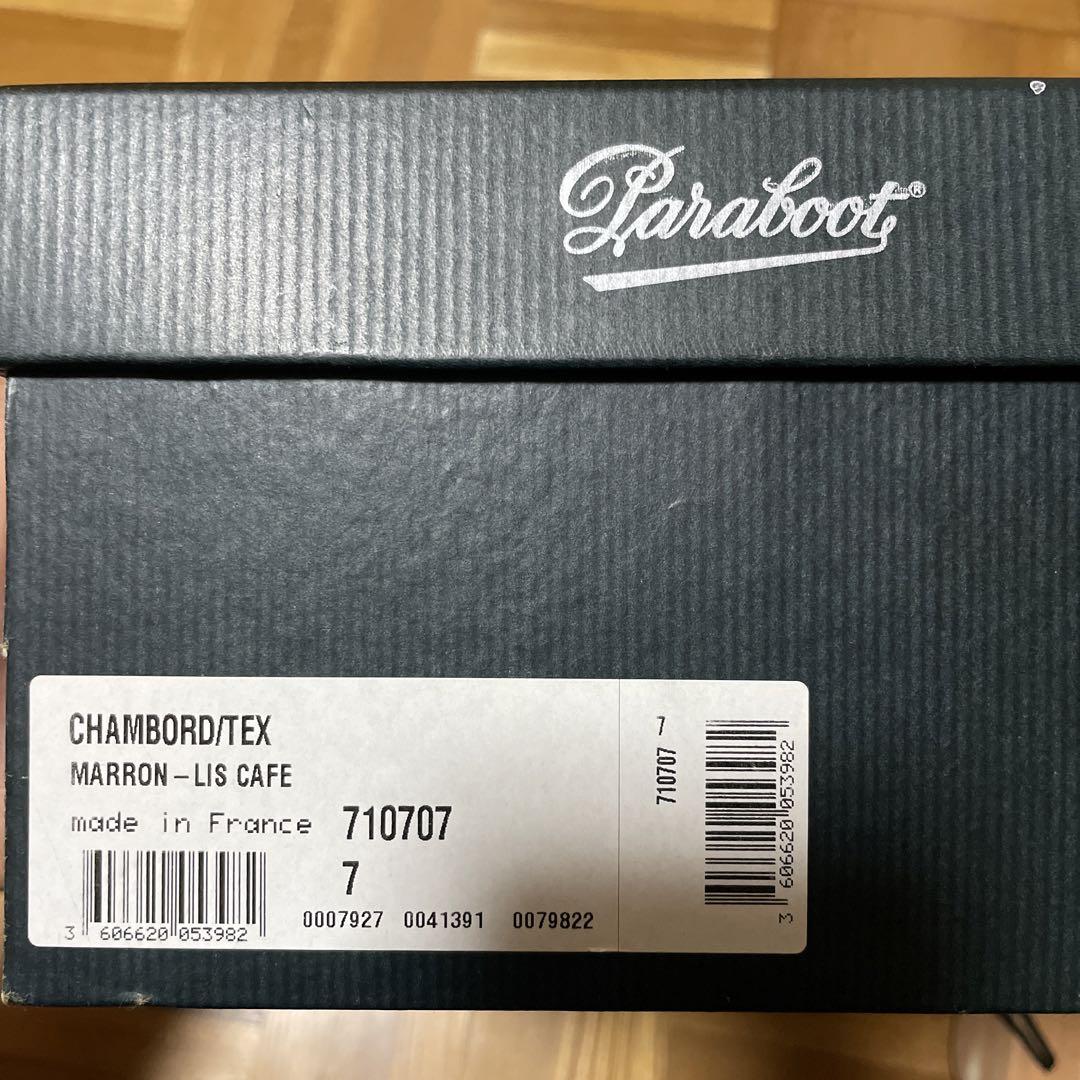 Paraboot®
CHAMBORD/TEX
MARRON – LIS CAFE
made in France 710707
7
3 606620 053982
0007927 0041391 0079822
710707 7
3 606620 053982